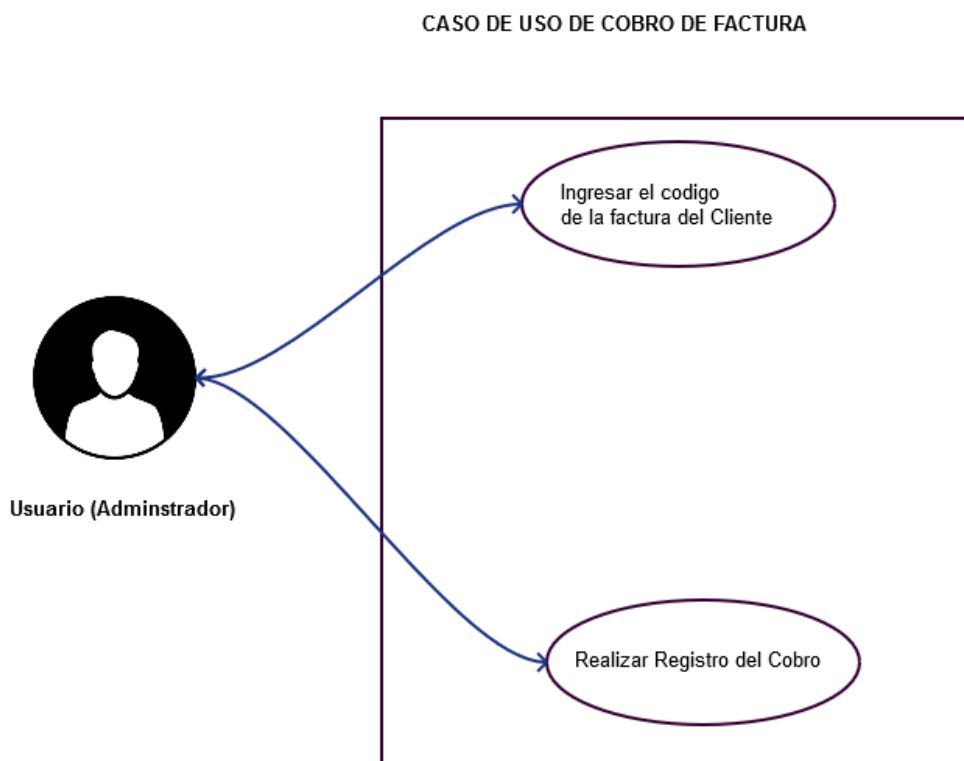 CASO DE USO DE COBRO DE FACTURA
Ingresar el codigo
de la factura del Cliente
Usuario (Adminstrador)
Realizar Registro del Cobro